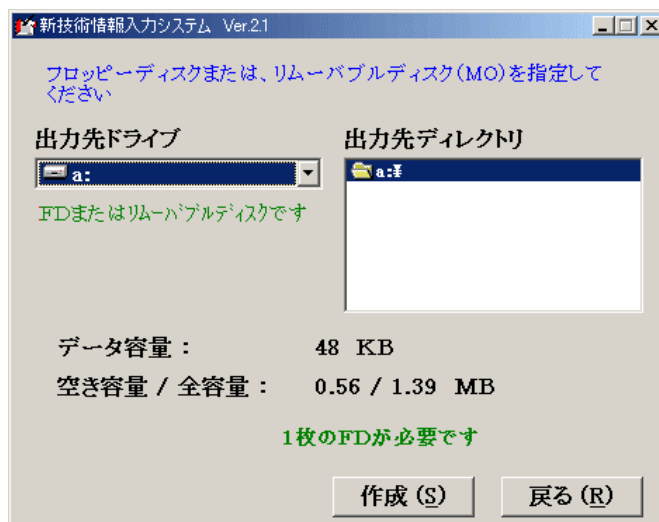 新技術情報入力システム Ver.2.1
フロッピーディスクまたは、リムーバブルディスク(MO)を指定して
ください
出力先ドライブ
出力先ディレクトリ
a:
a:¥
FDまたはリムーバブルディスクです
データ容量： 48 KB
空き容量 / 全容量： 0.56 / 1.39 MB
1枚のFDが必要です
作成 (S)
戻る (R)